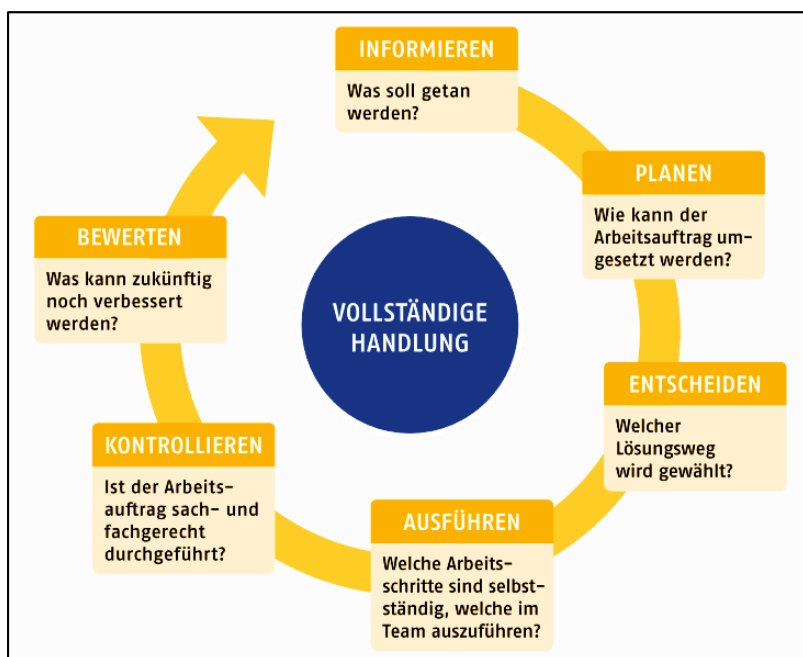 INFORMIEREN
Was soll getan
werden?
PLANEN
Wie kann der
Arbeitsauftrag um-
gesetzt werden?
ENTSCHEIDEN
Welcher
Lösungsweg
wird gewählt?
AUSFÜHREN
Welche Arbeits-
schritte sind selbst-
ständig, welche im
Team auszuführen?
KONTROLLIEREN
Ist der Arbeits-
auftrag sach- und
fachgerecht
durchgeführt?
BEWERTEN
Was kann zukünftig
noch verbessert
werden?
VOLLSTÄNDIGE
HANDLUNG